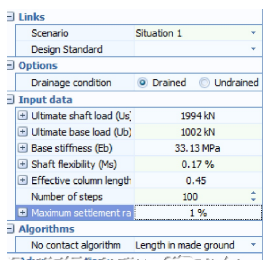 Links
Scenario Situation 1
Design Standard
Options
Drainage condition Drained Undrained
Input data
Ultimate shaft load (Us) 1994 kN
Ultimate base load (Ub) 1002 kN
Base stiffness (Eb) 33.13 MPa
Shaft flexibility (Ms) 0.17 %
Effective column length 0.45
Number of steps 100
Maximum settlement ra 1 %
Algorithms
No contact algorithm Length in made ground